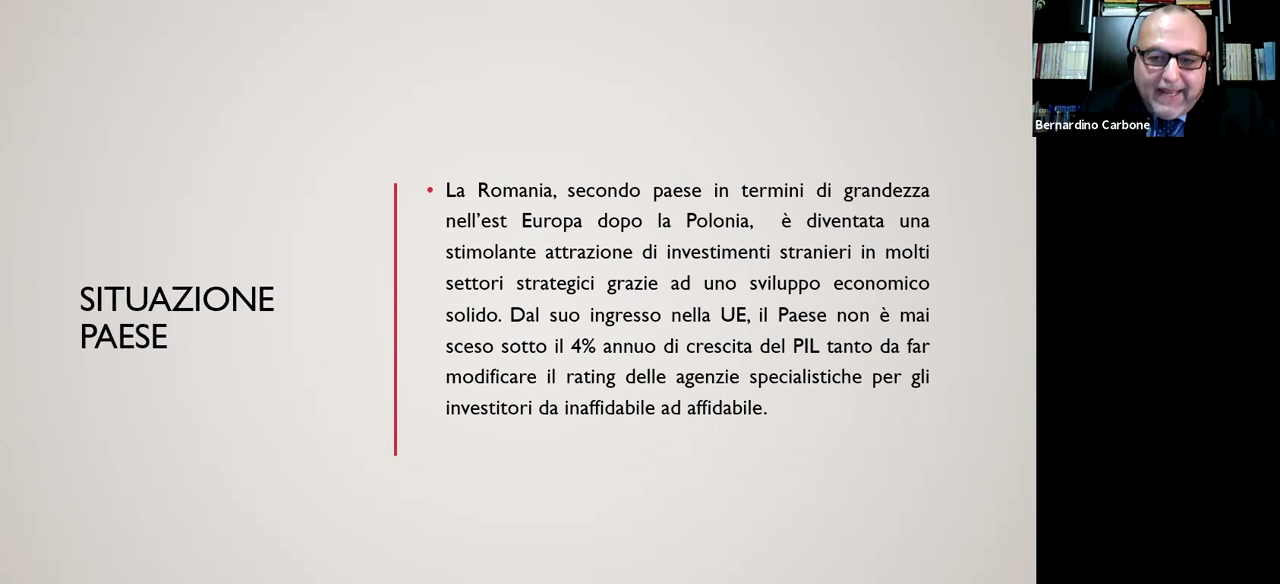 SITUAZIONE
PAESE
• La Romania, secondo paese in termini di grandezza
nell’est Europa dopo la Polonia, è diventata una
stimolante attrazione di investimenti stranieri in molti
settori strategici grazie ad uno sviluppo economico
solido. Dal suo ingresso nella UE, il Paese non è mai
sceso sotto il 4% annuo di crescita del PIL tanto da far
modificare il rating delle agenzie specialistiche per gli
investitori da inaffidabile ad affidabile.
Bernardino Carbone